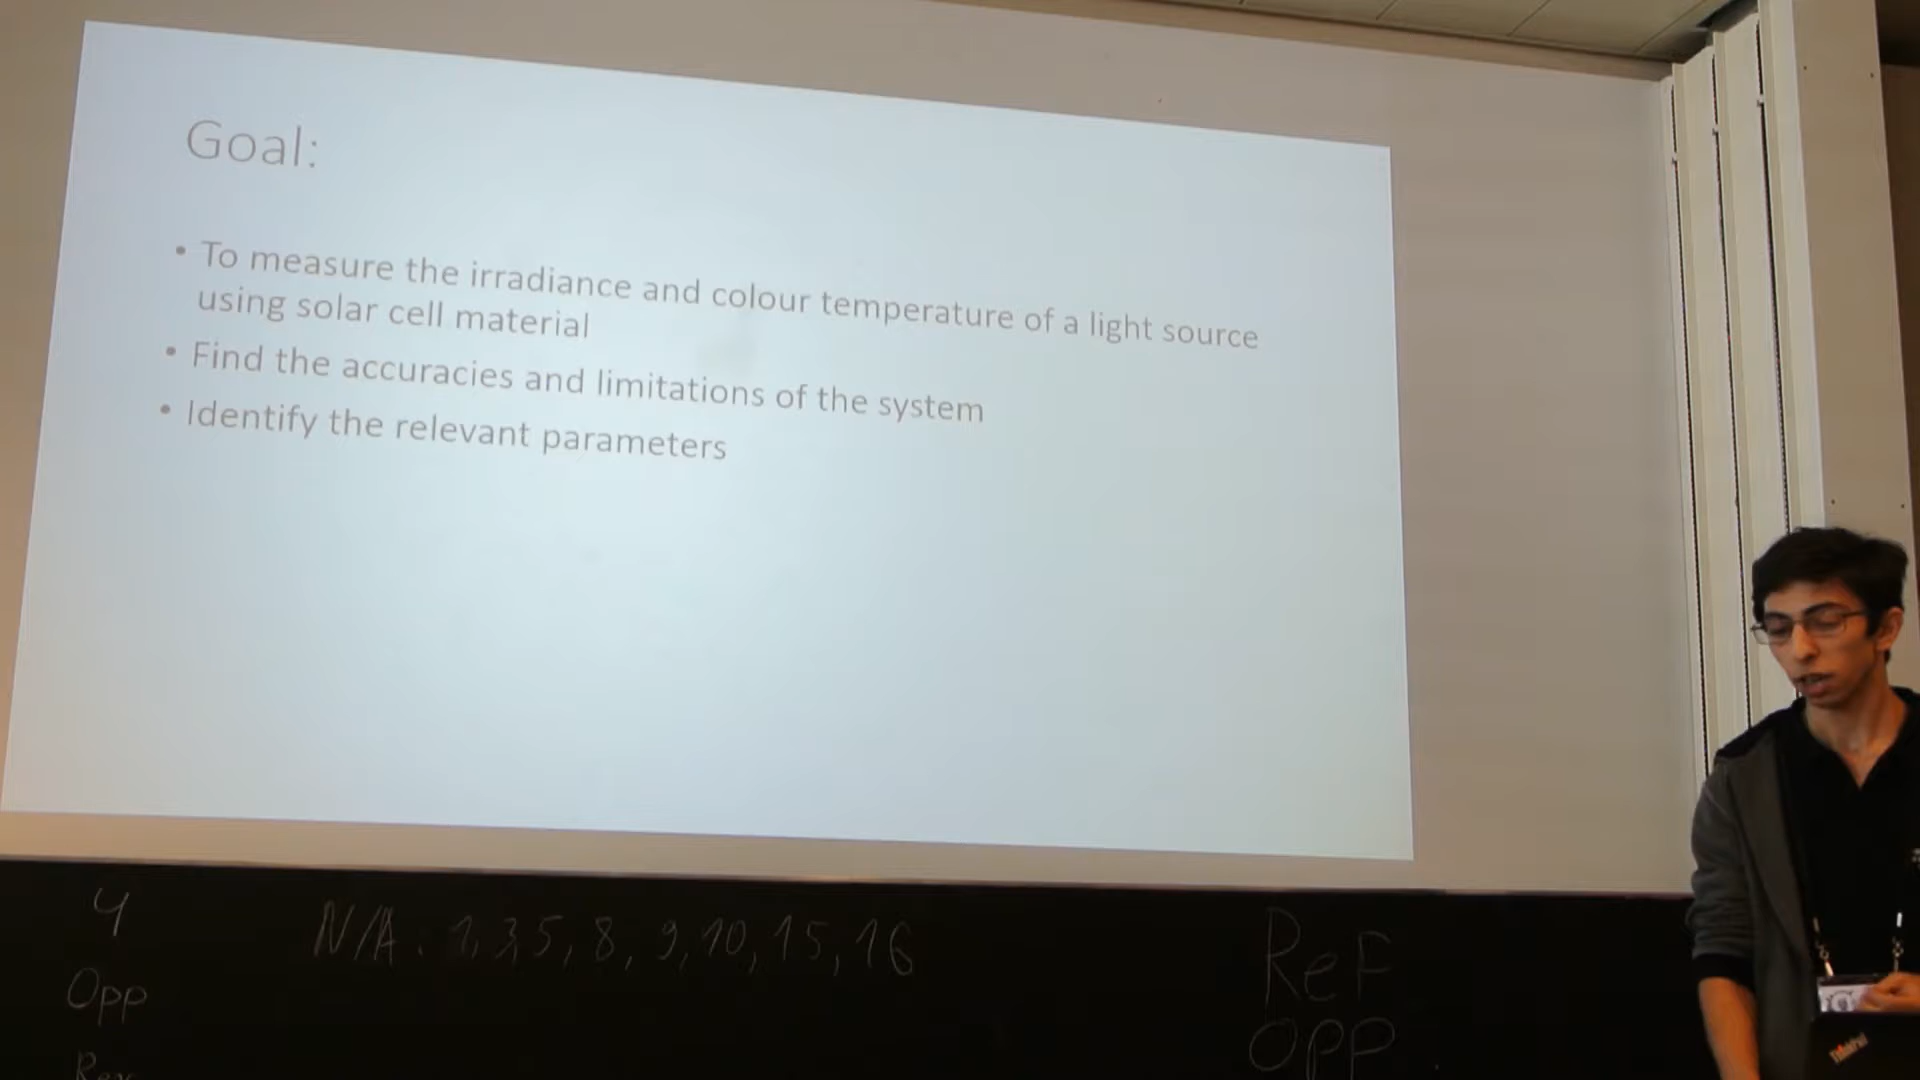 Goal:
• To measure the irradiance and colour temperature of a light source
using solar cell material
• Find the accuracies and limitations of the system
• Identify the relevant parameters
4
N/A: 1, 3, 5, 8, 9, 10, 15, 16
Opp
ReF
OPP
ThinkPad